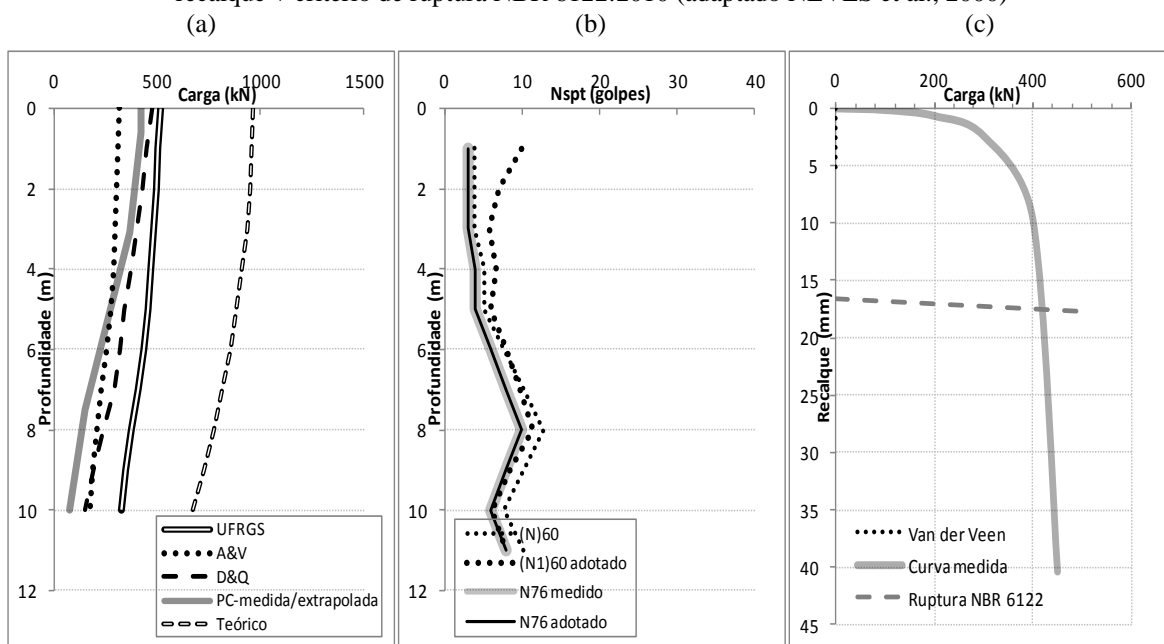 recalque v critério de ruptura NBR 6122:2010 (adaptado NEVES et al., 2006)
(a) (b) (c)
0 500 1000 1500
Carga (kN)
0
2
4
6
8
10
12
Profundidade (m)
UFRGS
A&V
D&Q
PC-medida/extrapolada
Teórico
0 10 20 30 40
Nspt (golpes)
0
2
4
6
8
10
12
Profundidade (m)
(N)60
(N1)60 adotado
N76 medido
N76 adotado
0 200 400 600
Carga (kN)
0
5
10
15
20
25
30
35
40
45
Recalque (mm)
Van der Veen
Curva medida
Ruptura NBR 6122